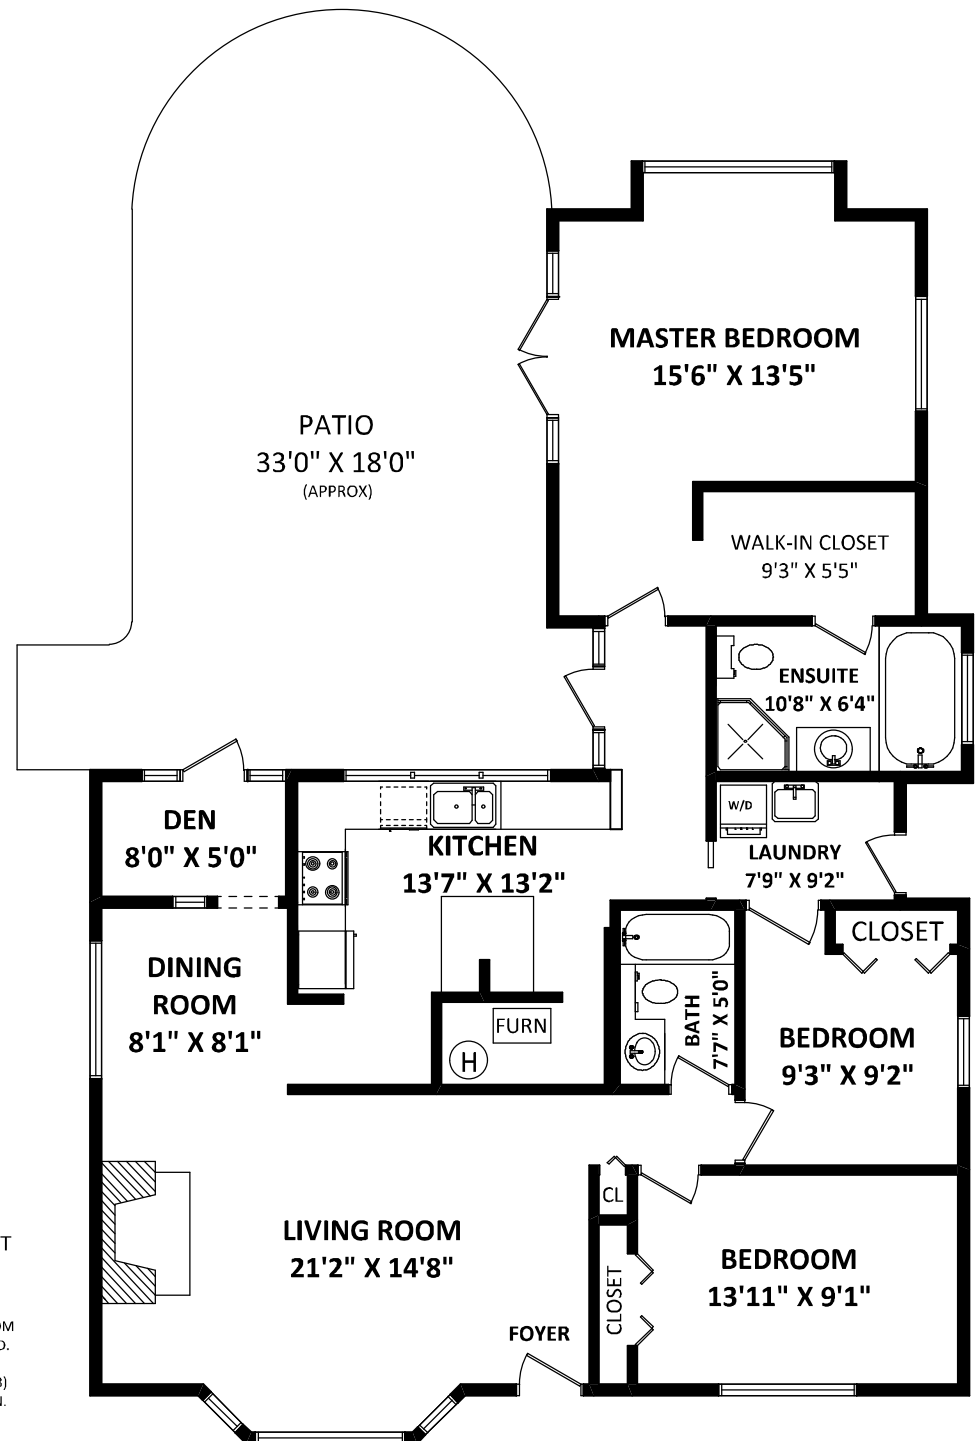 MASTER BEDROOM
15'6" X 13'5"
PATIO
33'0" X 18'0"
(APPROX)
WALK-IN CLOSET
9'3" X 5'5"
ENSUITE
10'8" X 6'4"
DEN
8'0" X 5'0"
KITCHEN
13'7" X 13'2"
W/D
LAUNDRY
7'9" X 9'2"
CLOSET
DINING
ROOM
8'1" X 8'1"
FURN
H
BATH
7'7" X 5'0"
BEDROOM
9'3" X 9'2"
CL
LIVING ROOM
21'2" X 14'8"
CLOSET
BEDROOM
13'11" X 9'1"
FOYER